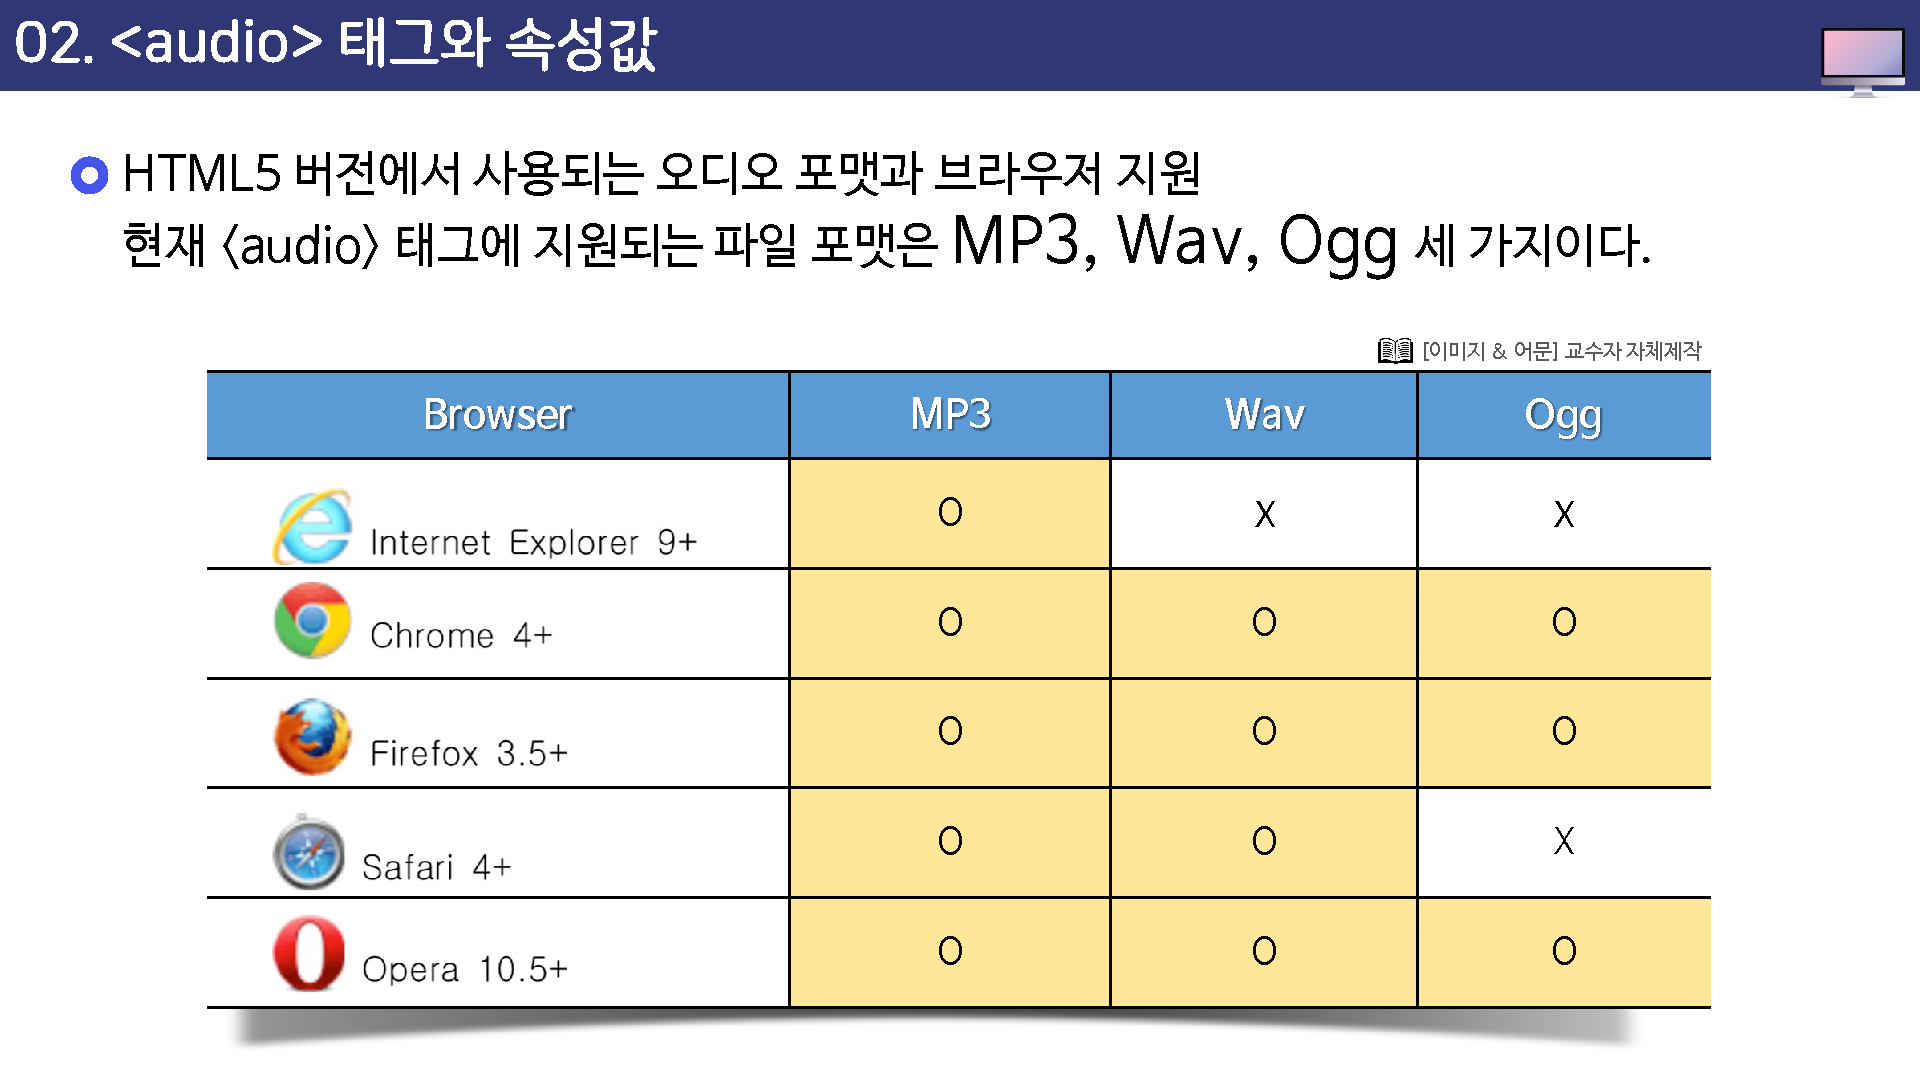 02. <audio> 태그와 속성값
HTML5 버전에서 사용되는 오디오 포맷과 브라우저 지원
현재 <audio> 태그에 지원되는 파일 포맷은 MP3, Wav, Ogg 세 가지이다.
[이미지 & 어문] 교수자 자체제작
Browser MP3 Wav Ogg
Internet Explorer 9+ O X X
Chrome 4+ O O O
Firefox 3.5+ O O O
Safari 4+ O O X
Opera 10.5+ O O O